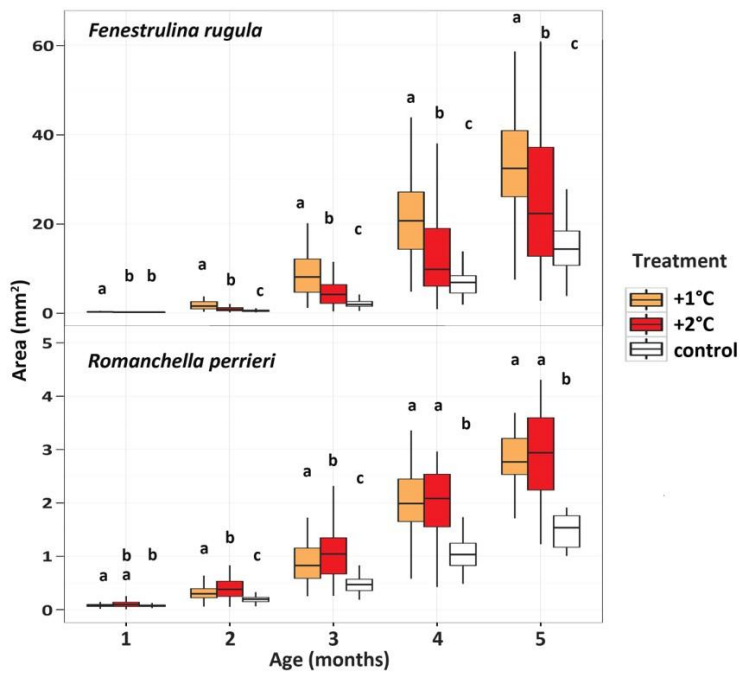 Fenestrulina rugula
a
b
c
60
a
b
c
40
a
b
c
20
a
b
c
a
b
b
0
Area (mm²)
Treatment
+1°C
+2°C
control
5
Romanchella perrieri
a
a
b
4
a
a
b
3
a
b
c
2
a
b
c
1
b
b
a
a
0
1
2
3
4
5
Age (months)